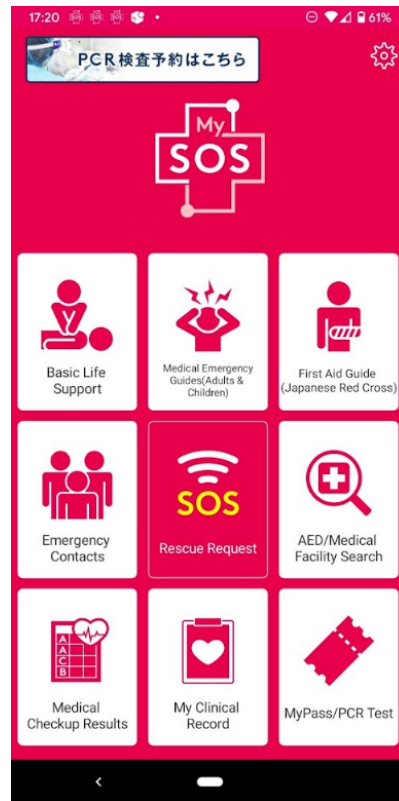 17:20
61%
PCR検査予約はこちら
My
SOS
Basic Life
Support
Medical Emergency
Guides(Adults &
Children)
First Aid Guide
(Japanese Red Cross)
Emergency
Contacts
SOS
Rescue Request
AED/Medical
Facility Search
A
A
C
B
Medical
Checkup Results
My Clinical
Record
MyPass/PCR Test